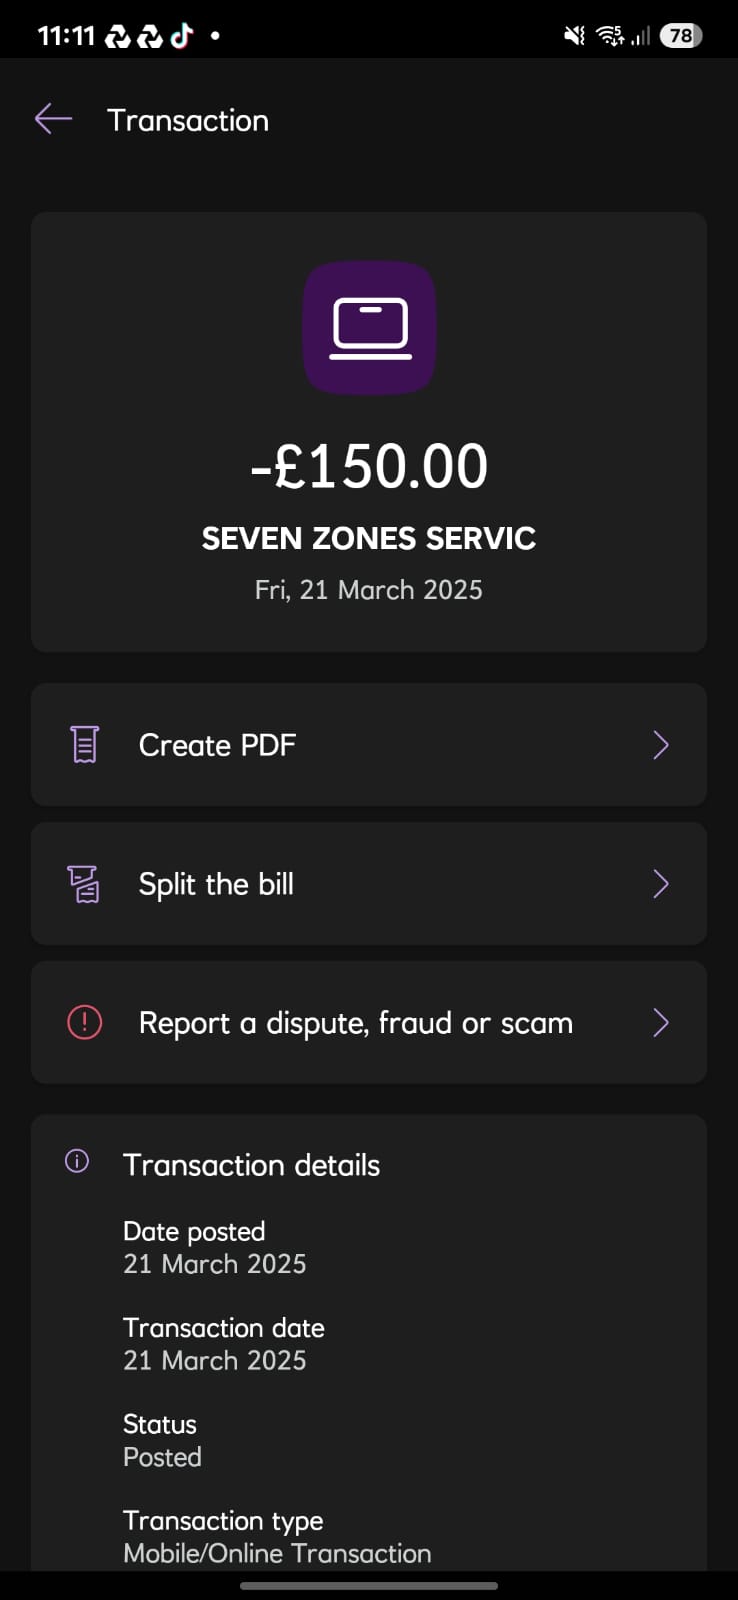 11:11
78
Transaction
-£150.00
SEVEN ZONES SERVIC
Fri, 21 March 2025
Create PDF
Split the bill
Report a dispute, fraud or scam
Transaction details
Date posted
21 March 2025
Transaction date
21 March 2025
Status
Posted
Transaction type
Mobile/Online Transaction